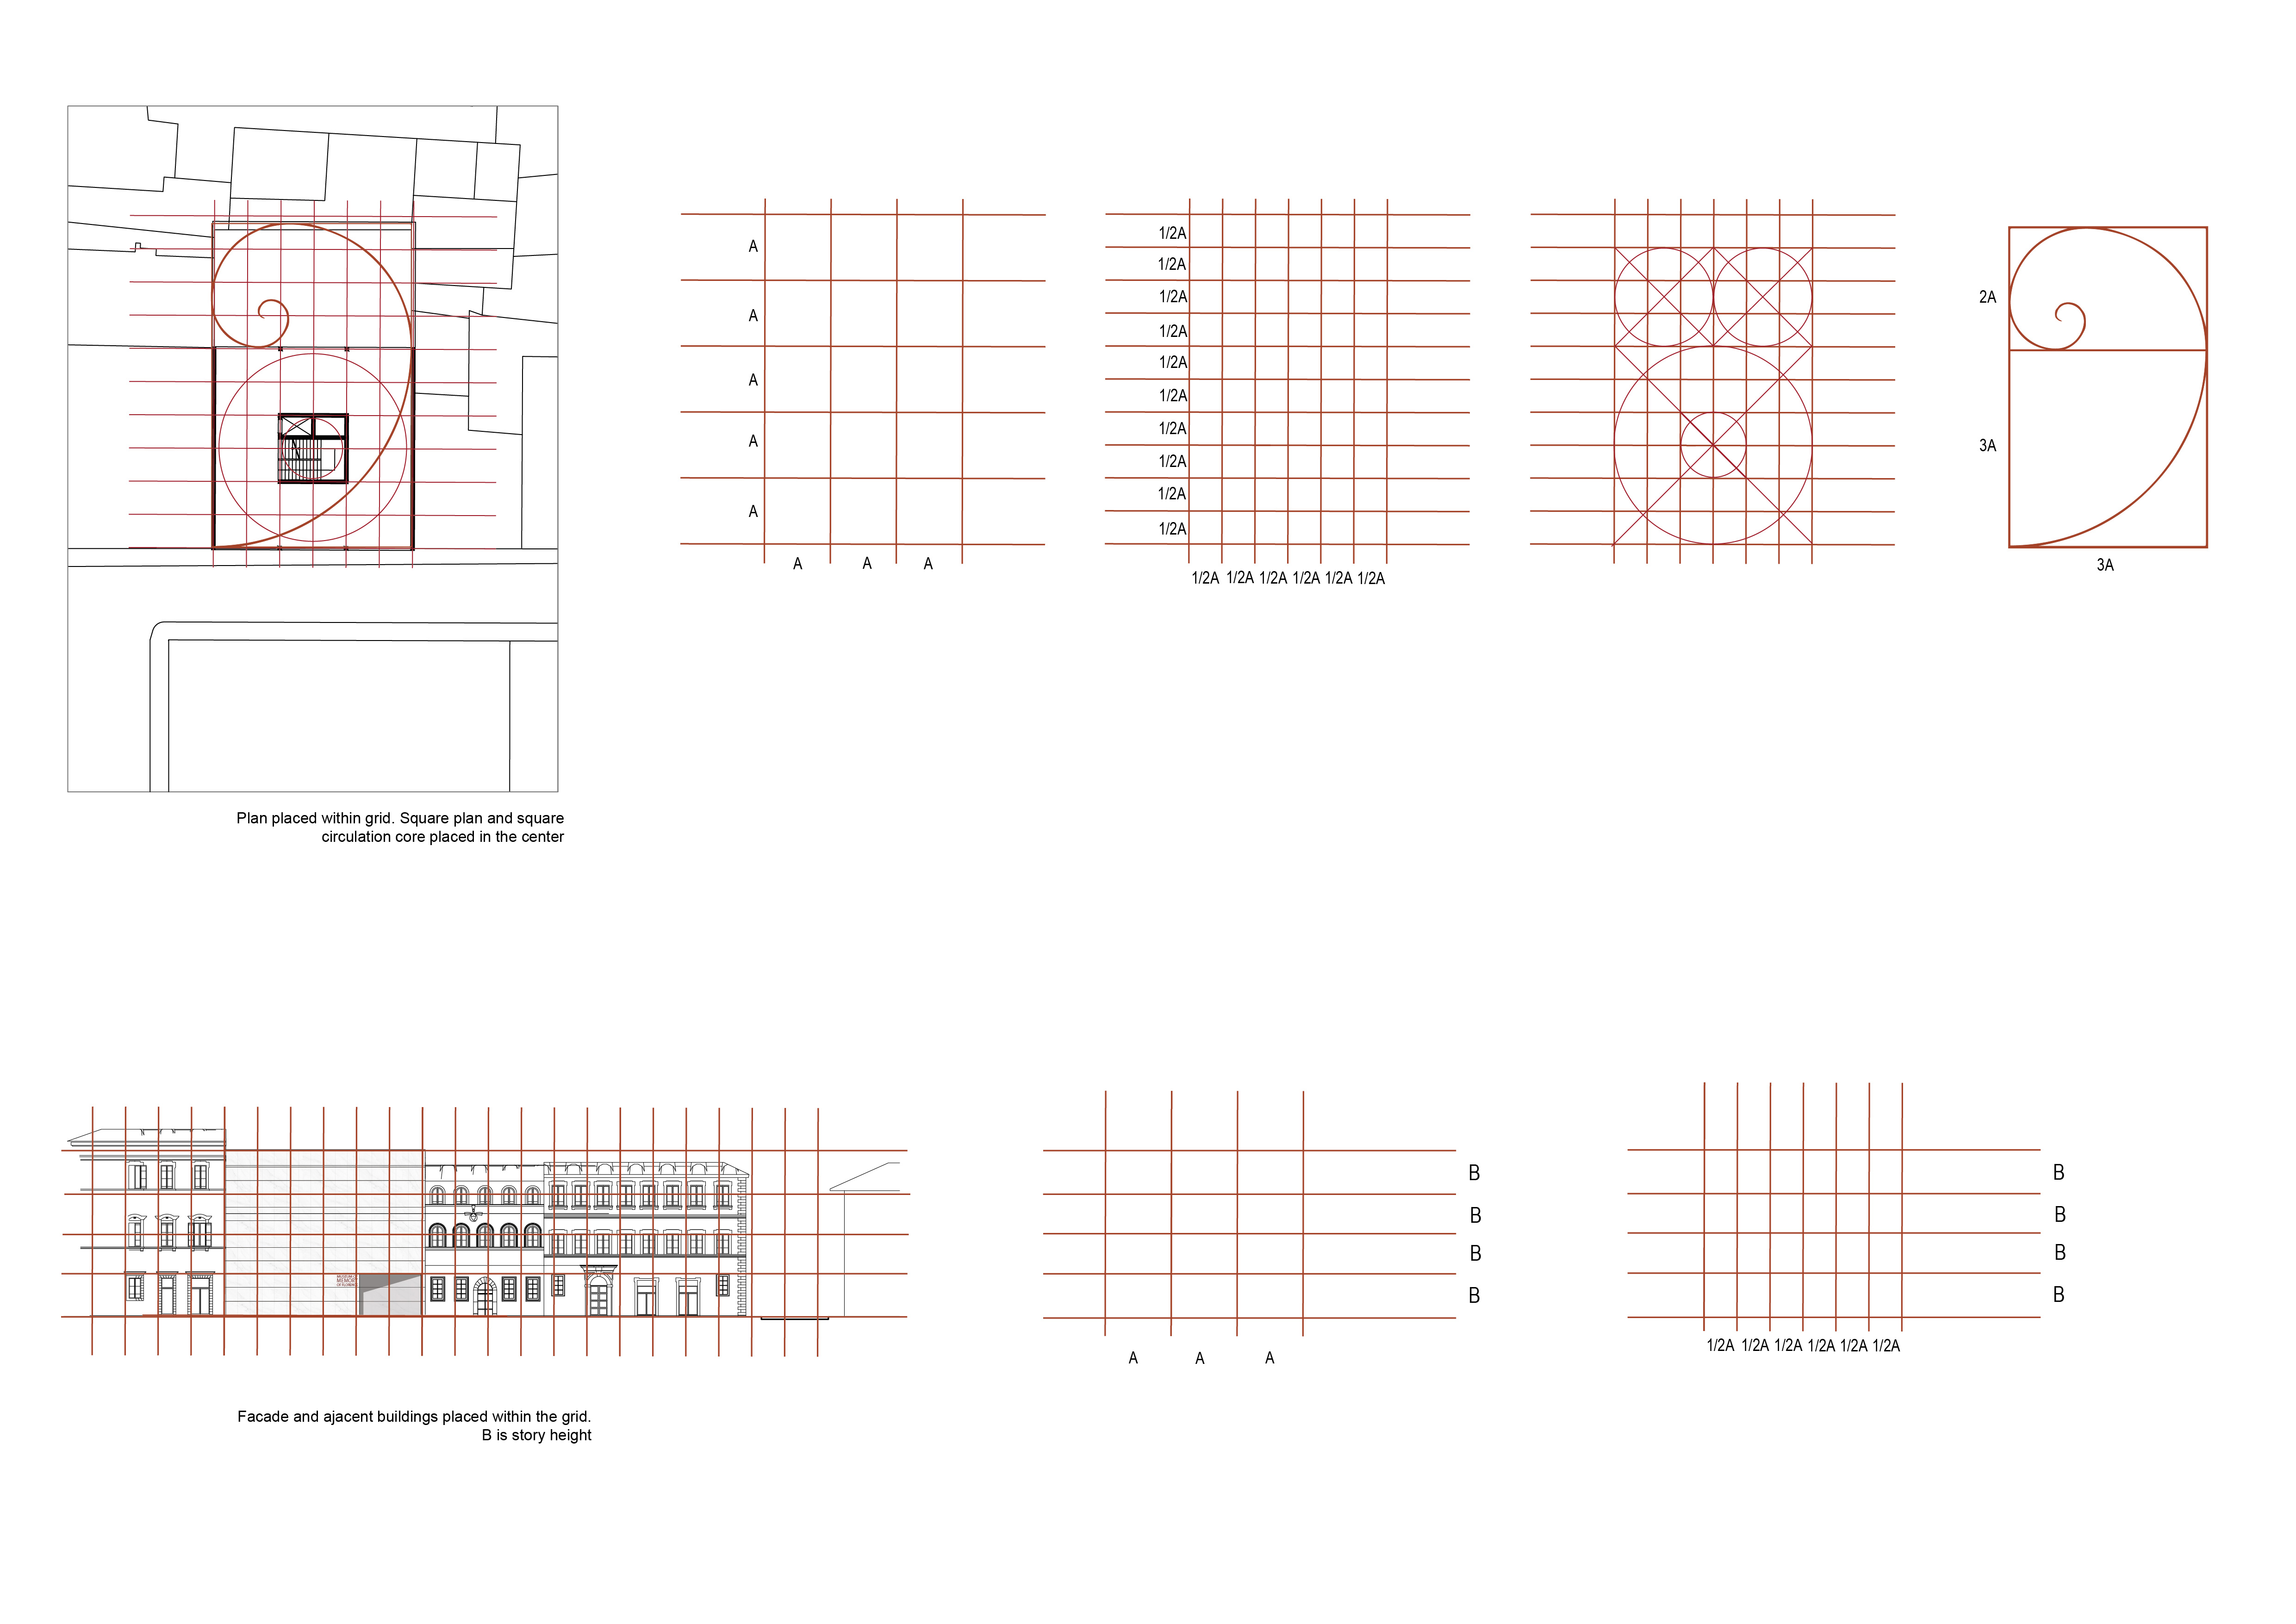 A
A
A
A
A
A A A
1/2A
1/2A
1/2A
1/2A
1/2A
1/2A
1/2A
1/2A
1/2A
1/2A
1/2A 1/2A 1/2A 1/2A 1/2A 1/2A
2A
3A
3A
Plan placed within grid. Square plan and square
circulation core placed in the center
B
B
B
B
A A A
B
B
B
B
1/2A 1/2A 1/2A 1/2A 1/2A 1/2A
Facade and ajacent buildings placed within the grid.
B is story height